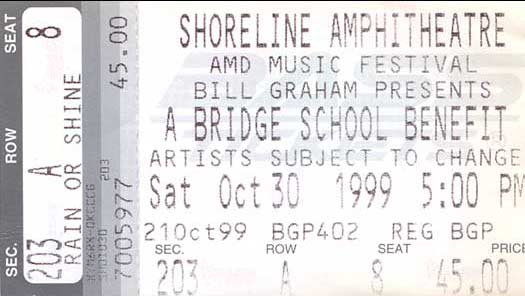 SHORELINE AMPHITHEATRE
AMD MUSIC FESTIVAL
BILL GRAHAM PRESENTS
A BRIDGE SCHOOL BENEFIT
ARTISTS SUBJECT TO CHANGE
Sat Oct 30 1999 5:00 PM
21Oct99 BGP402 REG BGP
SEC. ROW SEAT PRICE
203 A 8 45.00
SEC. ROW SEAT
203 A 8
RAIN OR SHINE 45.00
203
7005977